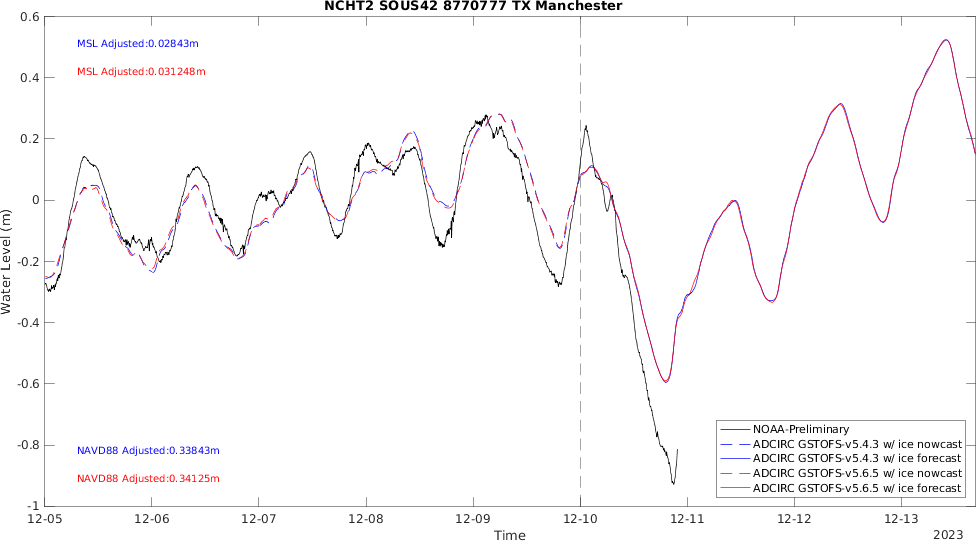 NCHT2 SOUS42 8770777 TX Manchester
0.6
MSL Adjusted:0.02843m
MSL Adjusted:0.031248m
0.4
0.2
0
-0.2
-0.4
-0.6
-0.8
-1
Water Level (m)
NAVD88 Adjusted:0.33843m
NAVD88 Adjusted:0.34125m
NOAA-Preliminary
ADCIRC GSTOFS-v5.4.3 w/ ice nowcast
ADCIRC GSTOFS-v5.4.3 w/ ice forecast
ADCIRC GSTOFS-v5.6.5 w/ ice nowcast
ADCIRC GSTOFS-v5.6.5 w/ ice forecast
12-05 12-06 12-07 12-08 12-09 12-10 12-11 12-12 12-13
Time
2023